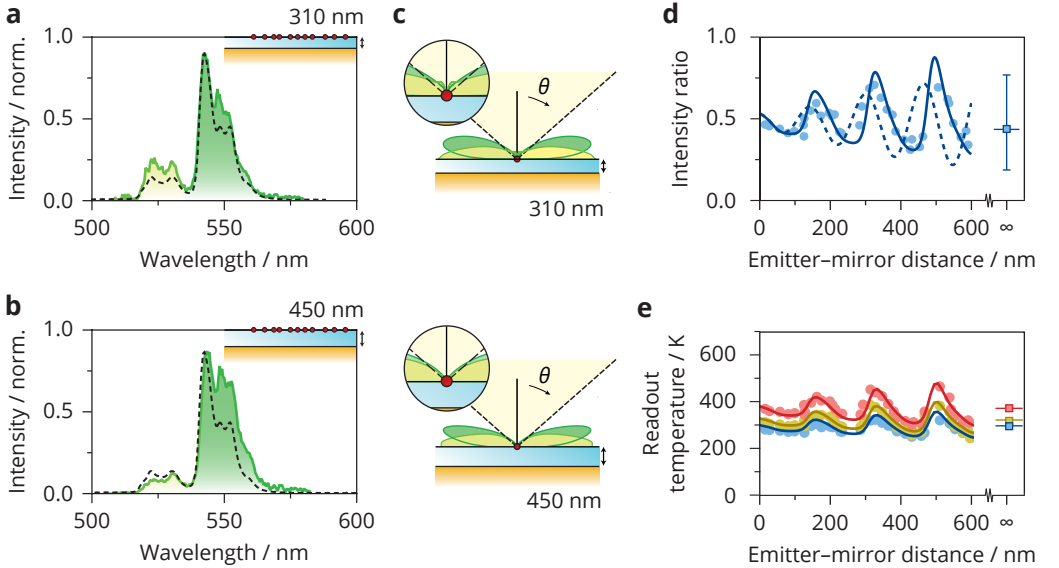 a
310 nm
Intensity / norm.
1.0
0.5
0.0
500
550
600
Wavelength / nm
b
450 nm
Intensity / norm.
1.0
0.5
0.0
500
550
600
Wavelength / nm
c
θ
310 nm
θ
450 nm
d
Intensity ratio
1.0
0.5
0.0
0
200
400
600
∞
Emitter–mirror distance / nm
e
Readout
temperature / K
600
400
200
0
0
200
400
600
∞
Emitter–mirror distance / nm